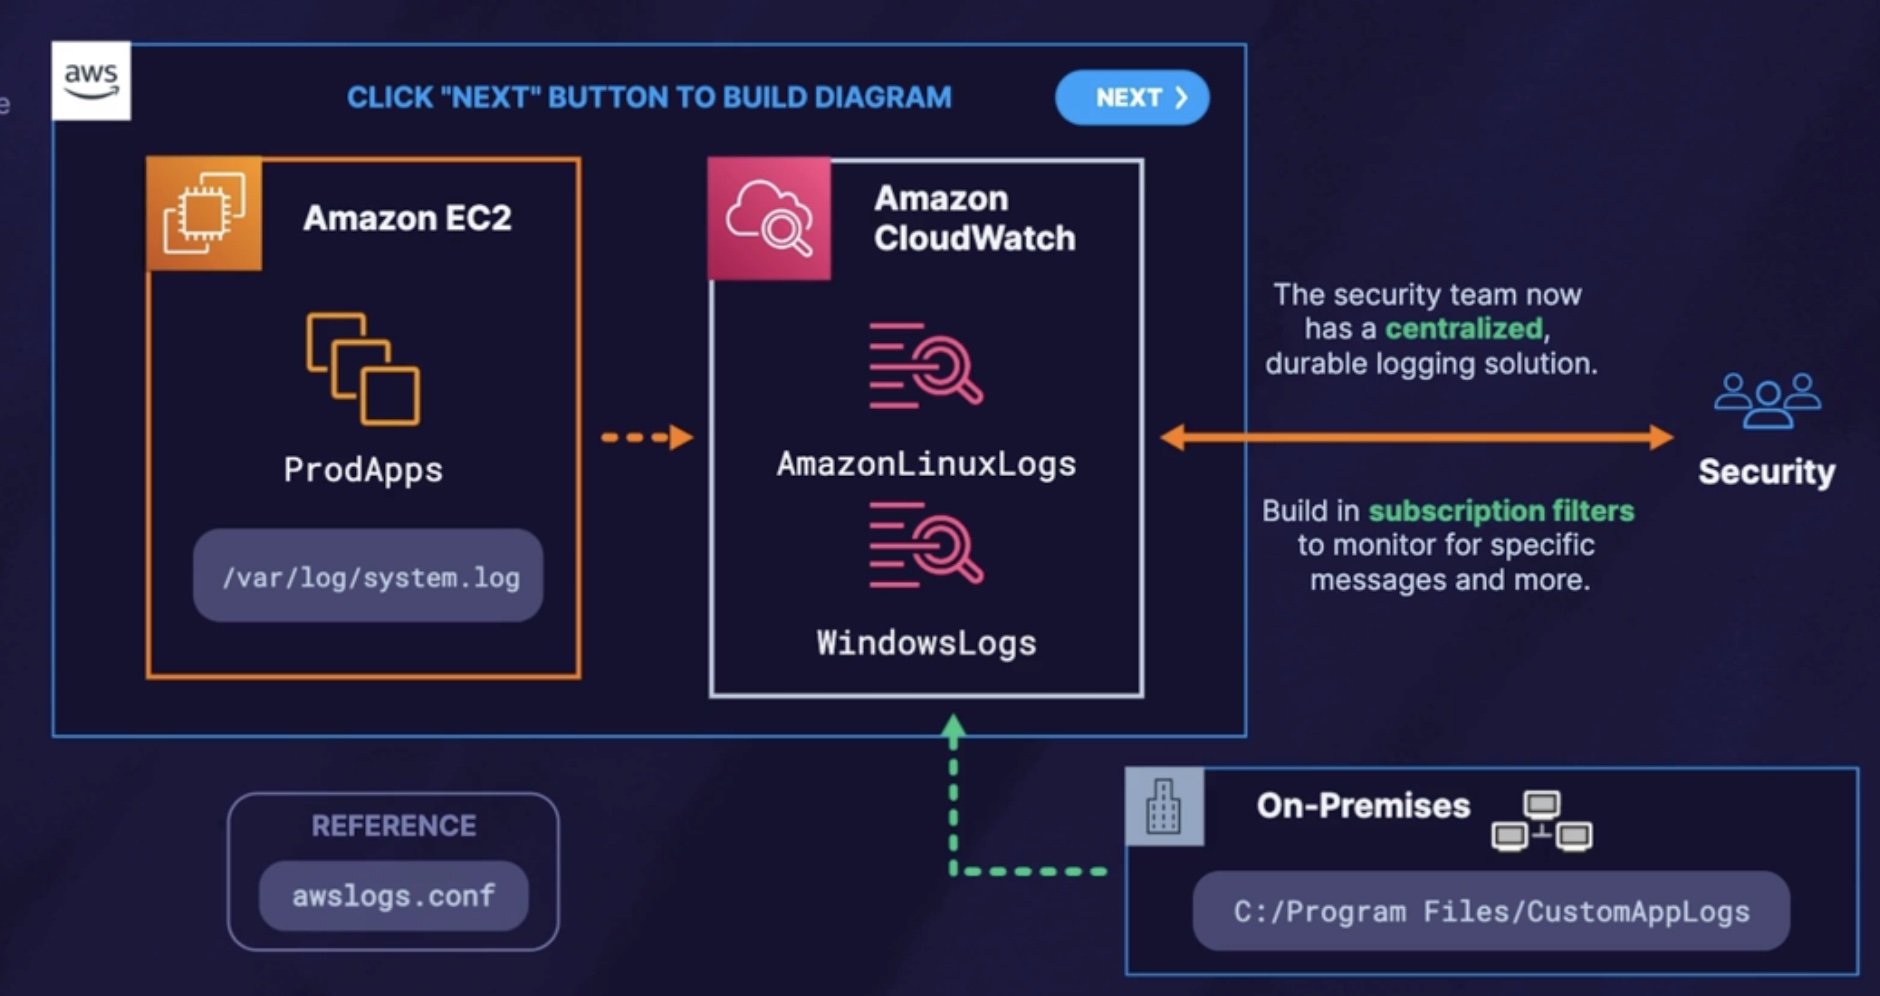 aws
CLICK "NEXT" BUTTON TO BUILD DIAGRAM
NEXT
Amazon EC2
ProdApps
/var/log/system.log
Amazon
CloudWatch
AmazonLinuxLogs
WindowsLogs
The security team now
has a centralized,
durable logging solution.
Security
Build in subscription filters
to monitor for specific
messages and more.
REFERENCE
awslogs.conf
On-Premises
C:/Program Files/CustomAppLogs